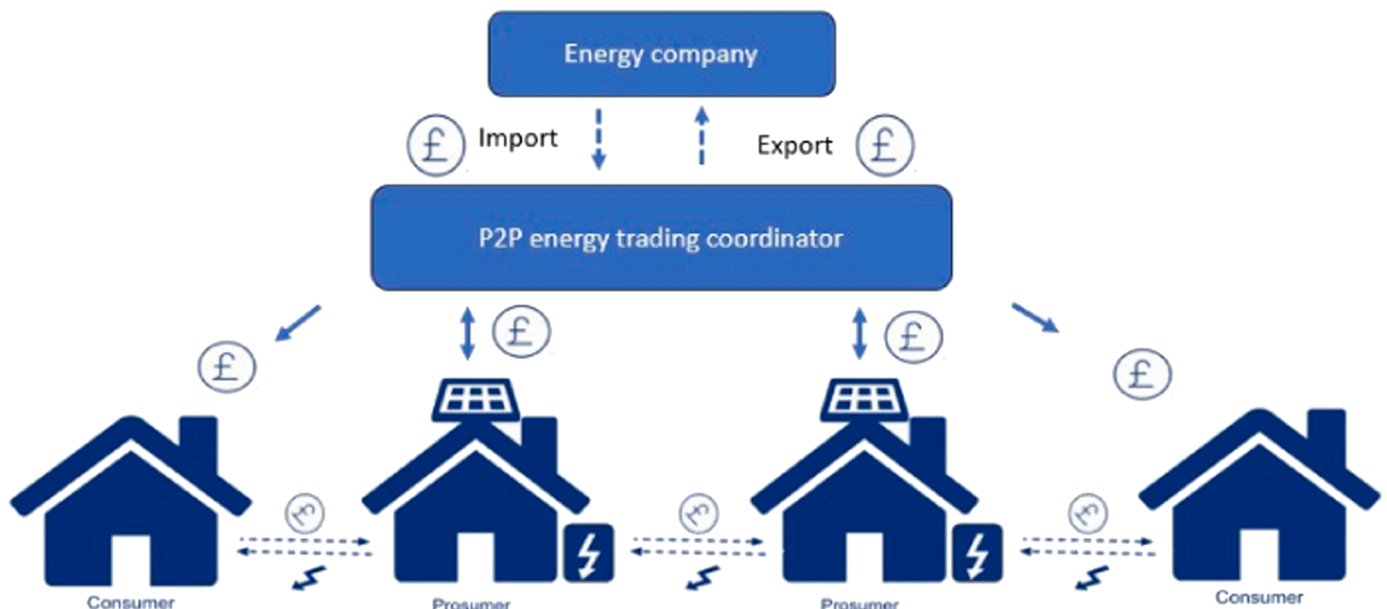 Energy company
£ Import Export £
P2P energy trading coordinator
£ £ £ £
£ £ £
Consumer Prosumer Prosumer Consumer